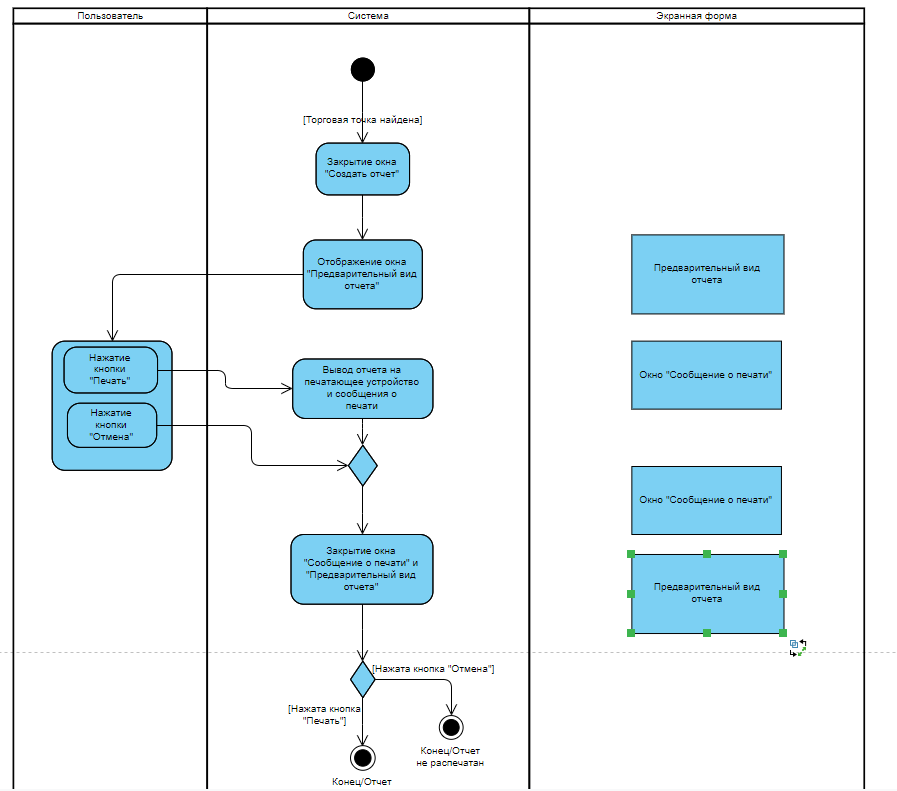 Пользователь
Система
Экранная форма
[Торговая точка найдена]
Закрытие окна
"Создать отчет"
Отображение окна
"Предварительный вид
отчета"
Предварительный вид
отчета
Нажатие
кнопки
"Печать"
Вывод отчета на
печатающее устройство
и сообщения о
печати
Окно "Сообщение о печати"
Нажатие
кнопки
"Отмена"
Окно "Сообщение о печати"
Закрытие окна
"Сообщение о печати" и
"Предварительный вид
отчета"
Предварительный вид
отчета
[Нажата кнопка "Отмена"]
[Нажата кнопка
"Печать"]
Конец/Отчет
не распечатан
Конец/Отчет